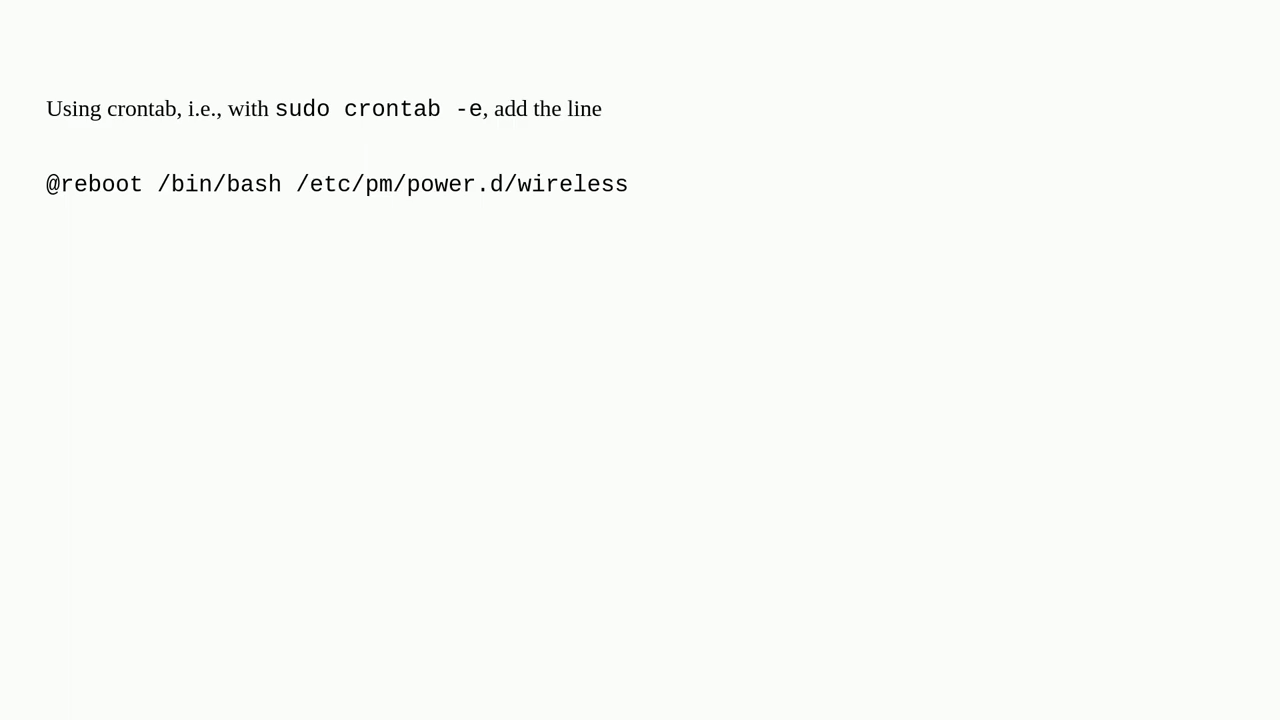 Using crontab, i.e., with sudo crontab -e, add the line
@reboot /bin/bash /etc/pm/power.d/wireless